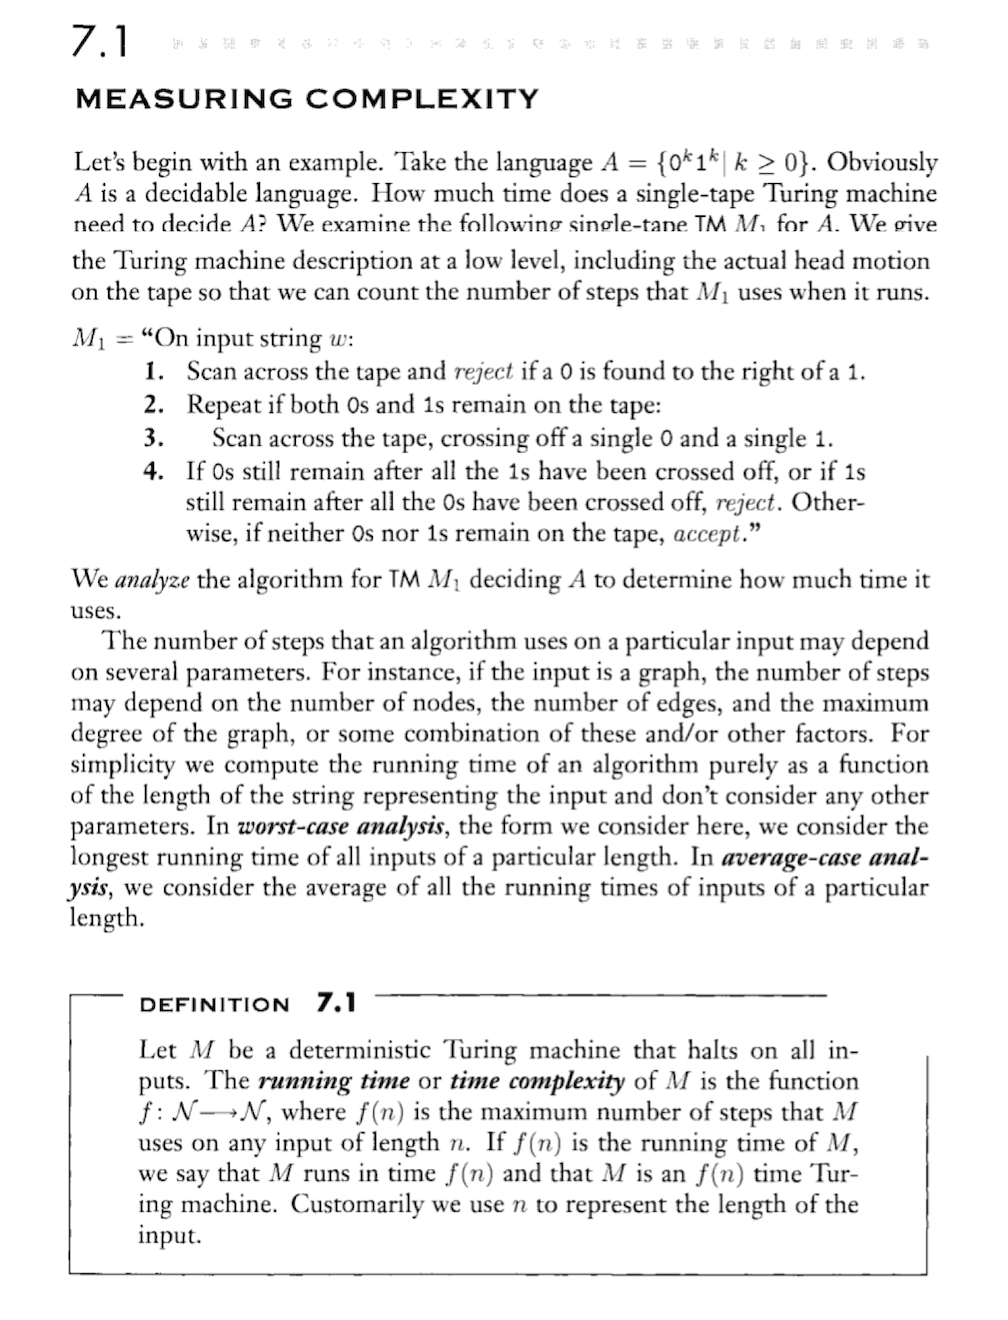 7.1
MEASURING COMPLEXITY
Let's begin with an example. Take the language A = {0ᵏ1ᵏ| k ≥ 0}. Obviously
A is a decidable language. How much time does a single-tape Turing machine
need to decide A? We examine the following single-tape TM M₁ for A. We give
the Turing machine description at a low level, including the actual head motion
on the tape so that we can count the number of steps that M₁ uses when it runs.
M₁ = “On input string w:
1. Scan across the tape and reject if a 0 is found to the right of a 1.
2. Repeat if both 0s and 1s remain on the tape:
3. Scan across the tape, crossing off a single 0 and a single 1.
4. If 0s still remain after all the 1s have been crossed off, or if 1s
still remain after all the 0s have been crossed off, reject. Other-
wise, if neither 0s nor 1s remain on the tape, accept.”
We analyze the algorithm for TM M₁ deciding A to determine how much time it
uses.
The number of steps that an algorithm uses on a particular input may depend
on several parameters. For instance, if the input is a graph, the number of steps
may depend on the number of nodes, the number of edges, and the maximum
degree of the graph, or some combination of these and/or other factors. For
simplicity we compute the running time of an algorithm purely as a function
of the length of the string representing the input and don't consider any other
parameters. In worst-case analysis, the form we consider here, we consider the
longest running time of all inputs of a particular length. In average-case anal-
ysis, we consider the average of all the running times of inputs of a particular
length.
DEFINITION 7.1
Let M be a deterministic Turing machine that halts on all in-
puts. The running time or time complexity of M is the function
f: N⟶N, where f(n) is the maximum number of steps that M
uses on any input of length n. If f(n) is the running time of M,
we say that M runs in time f(n) and that M is an f(n) time Tur-
ing machine. Customarily we use n to represent the length of the
input.